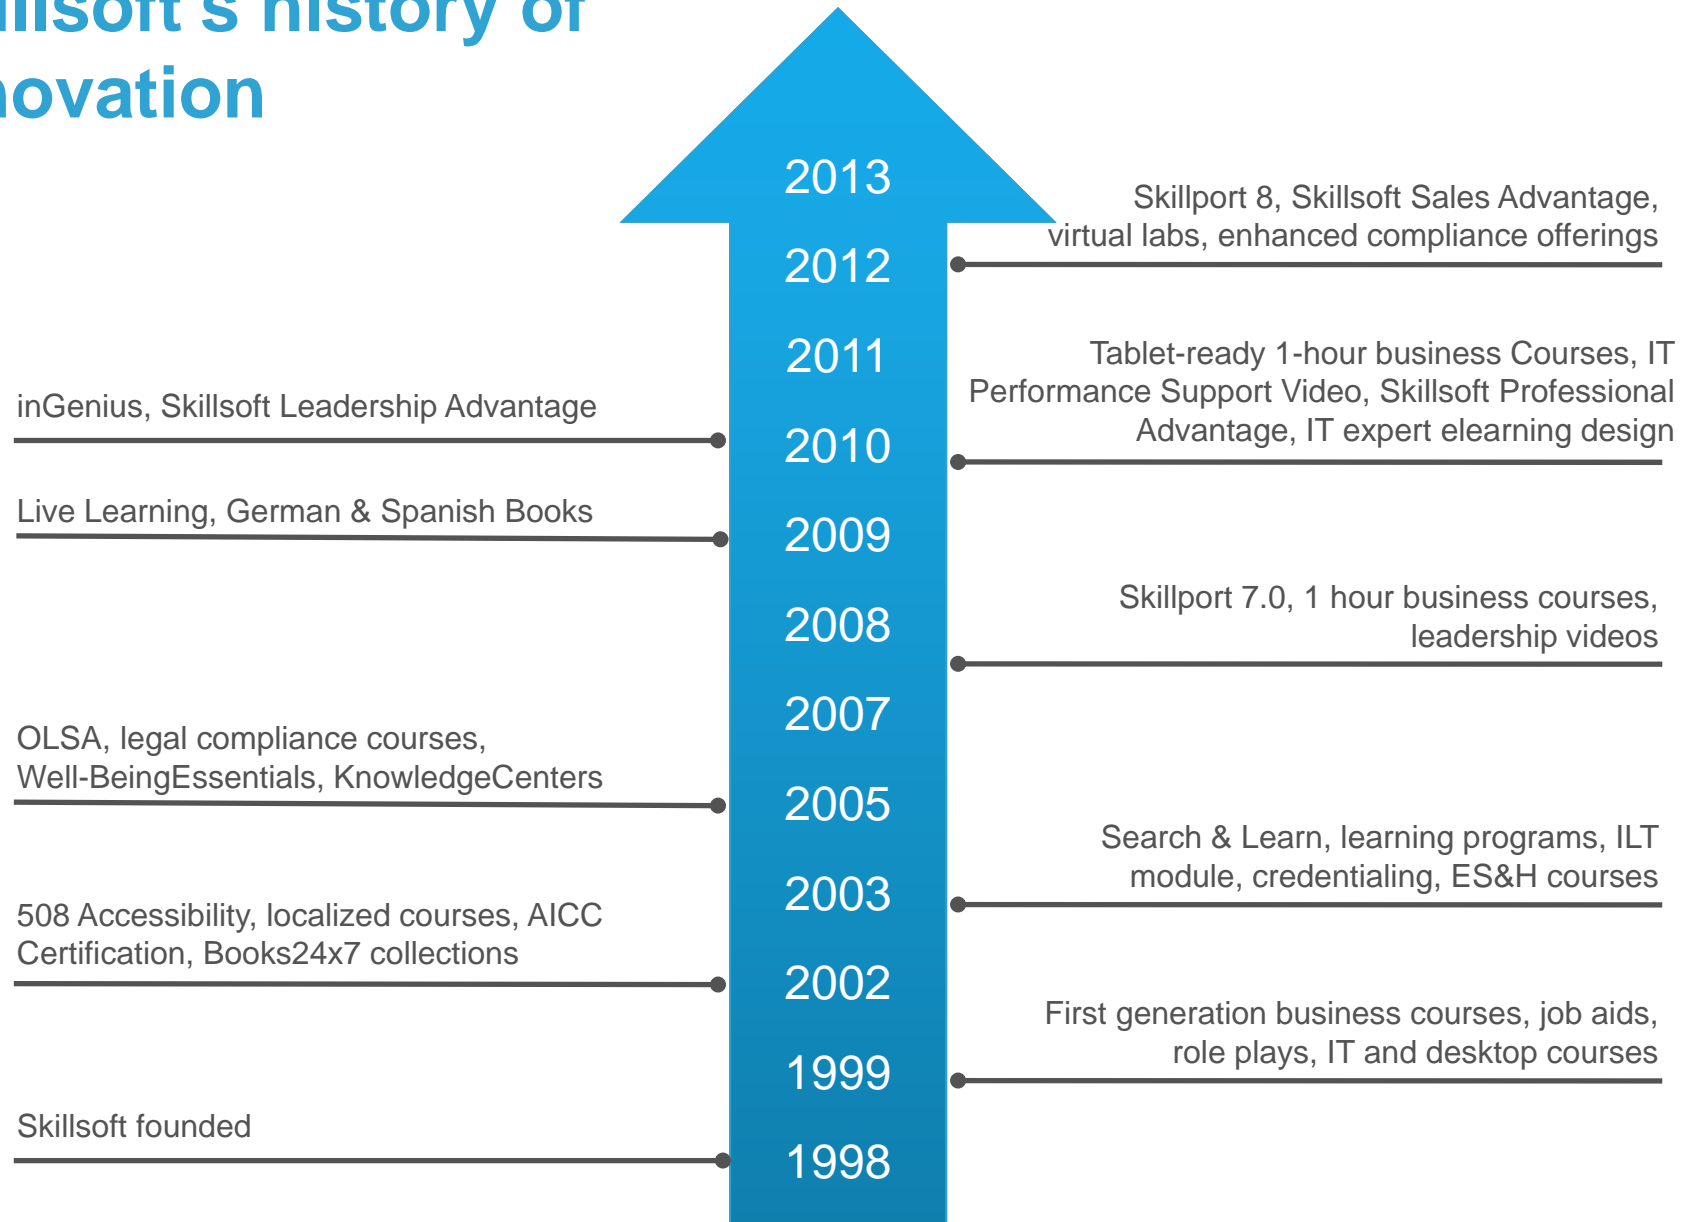 illsoft's history of
novation
2013
Skillport 8, Skillsoft Sales Advantage,
virtual labs, enhanced compliance offerings
2012
2011
Tablet-ready 1-hour business Courses, IT
Performance Support Video, Skillsoft Professional
Advantage, IT expert elearning design
inGenius, Skillsoft Leadership Advantage
2010
Live Learning, German & Spanish Books
2009
Skillport 7.0, 1 hour business courses,
leadership videos
2008
2007
OLSA, legal compliance courses,
Well-BeingEssentials, KnowledgeCenters
2005
Search & Learn, learning programs, ILT
module, credentialing, ES&H courses
2003
508 Accessibility, localized courses, AICC
Certification, Books24x7 collections
2002
First generation business courses, job aids,
role plays, IT and desktop courses
1999
Skillsoft founded
1998